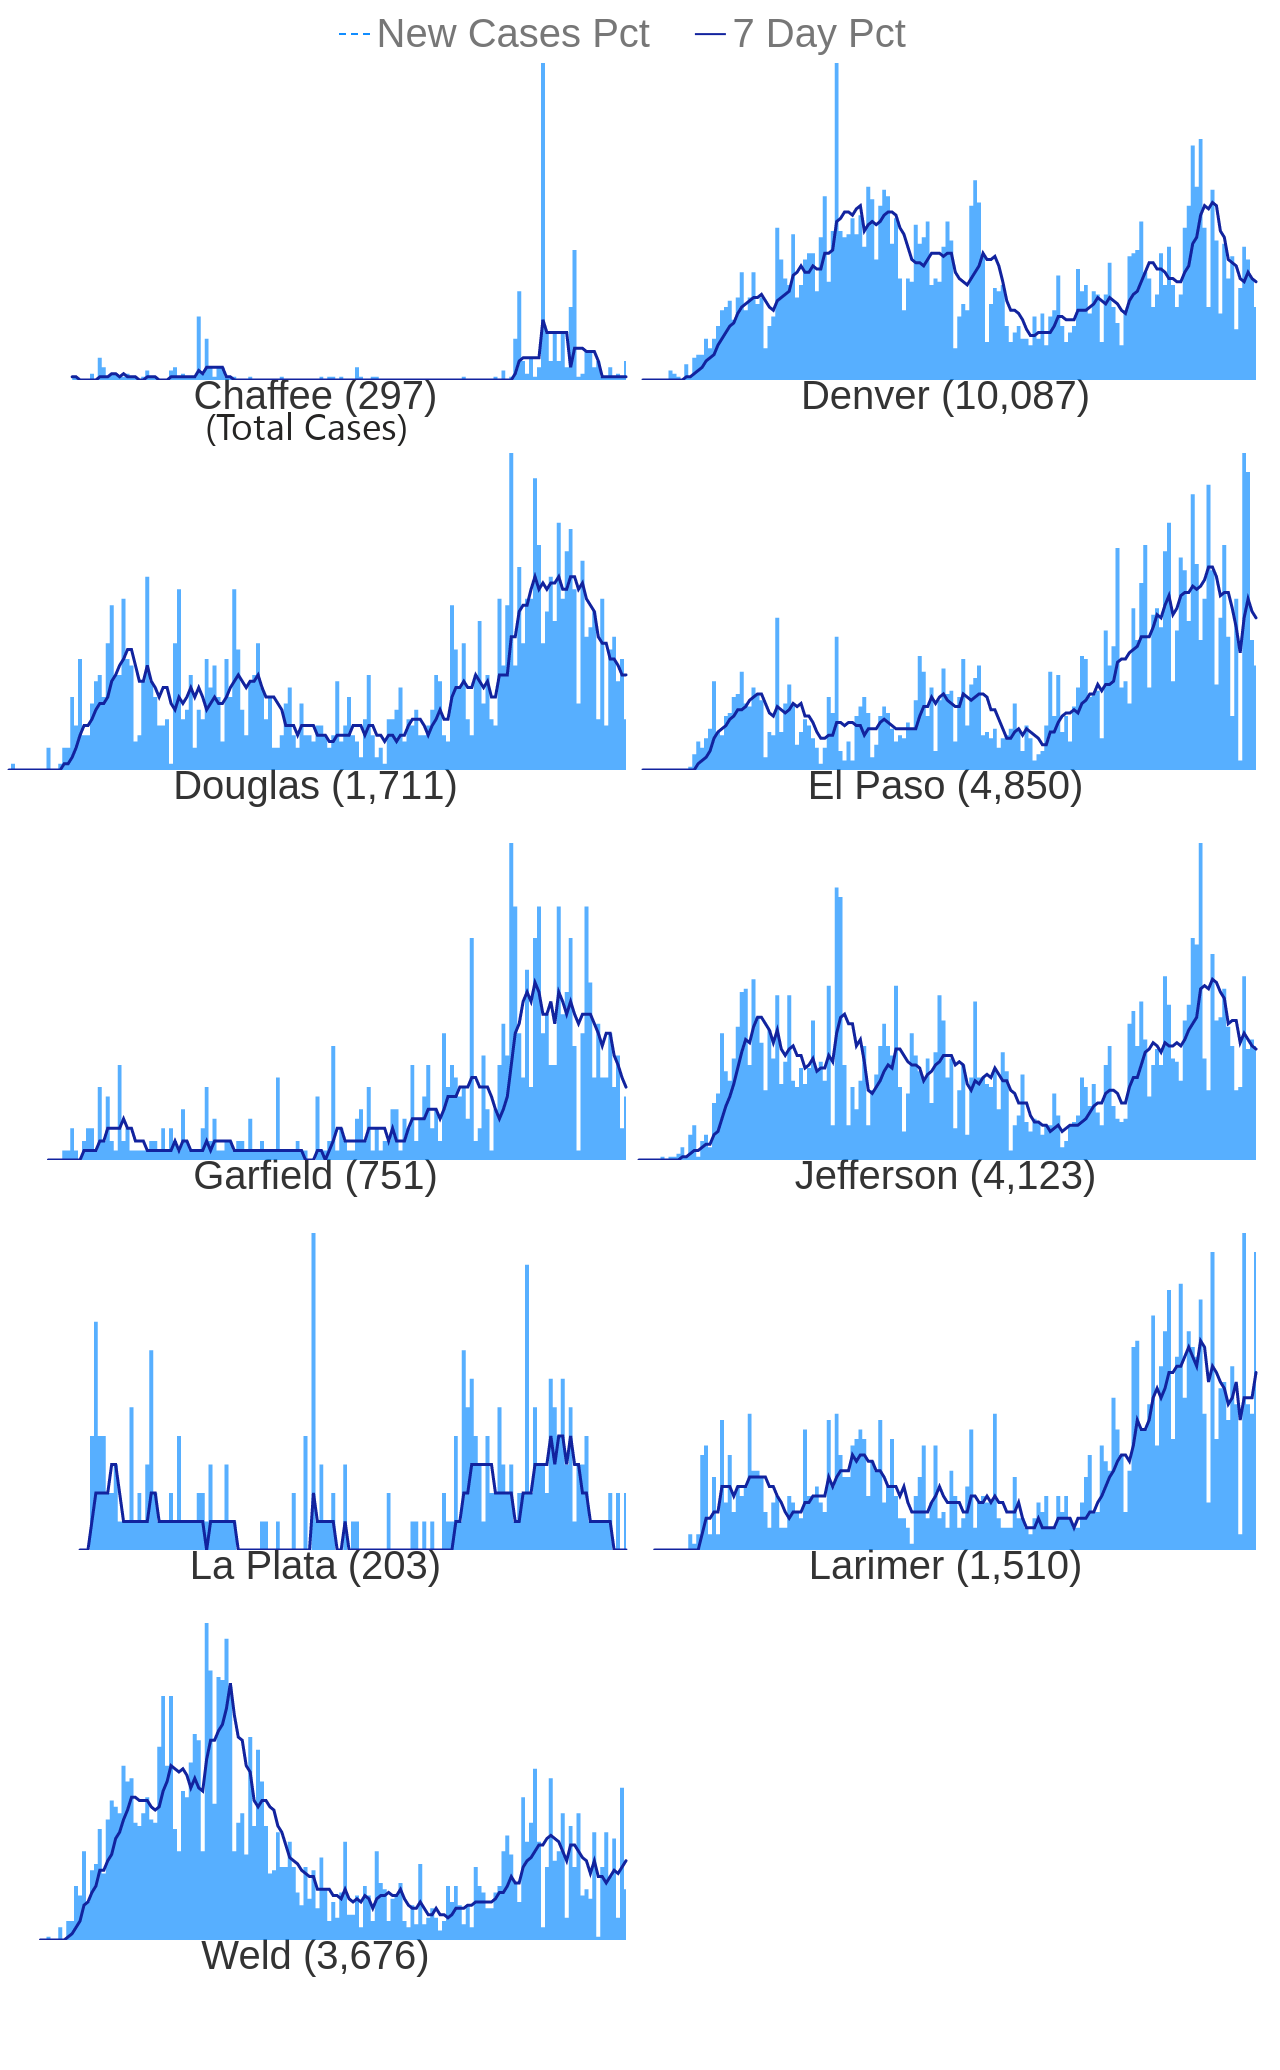 New Cases Pct 7 Day Pct
Chaffee (297) Denver (10,087)
(Total Cases)
Douglas (1,711) El Paso (4,850)
Garfield (751) Jefferson (4,123)
La Plata (203) Larimer (1,510)
Weld (3,676)